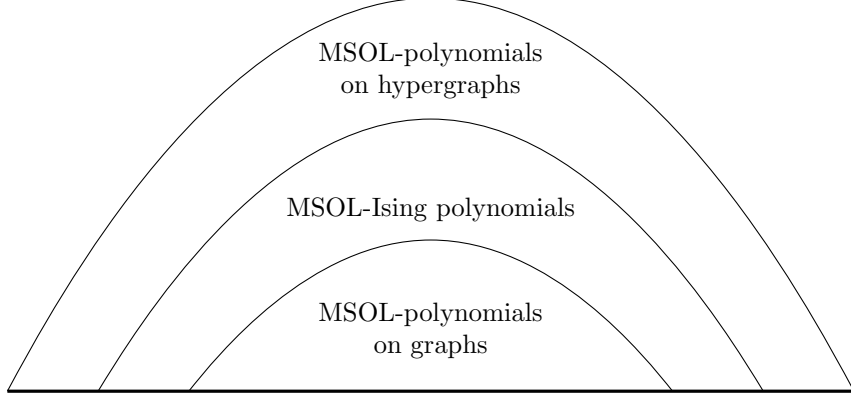 MSOL-polynomials
on hypergraphs
MSOL-Ising polynomials
MSOL-polynomials
on graphs